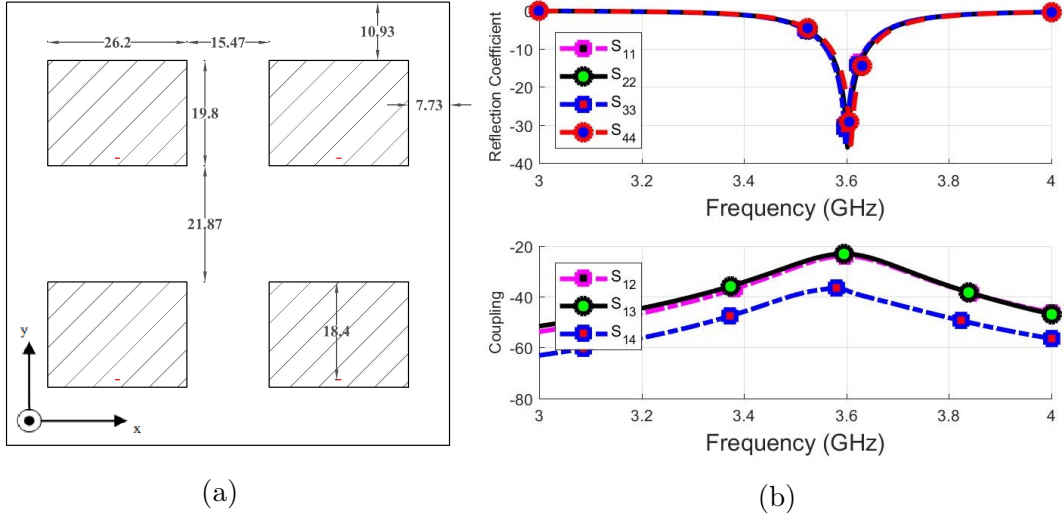 26.2
15.47
10.93
19.8
7.73
21.87
18.4
y
x
(a)
Reflection Coefficient
0
-10
-20
-30
-40
S11
S22
S33
S44
3
3.2
3.4
3.6
3.8
4
Frequency (GHz)
Coupling
-20
-40
-60
-80
S12
S13
S14
3
3.2
3.4
3.6
3.8
4
Frequency (GHz)
(b)